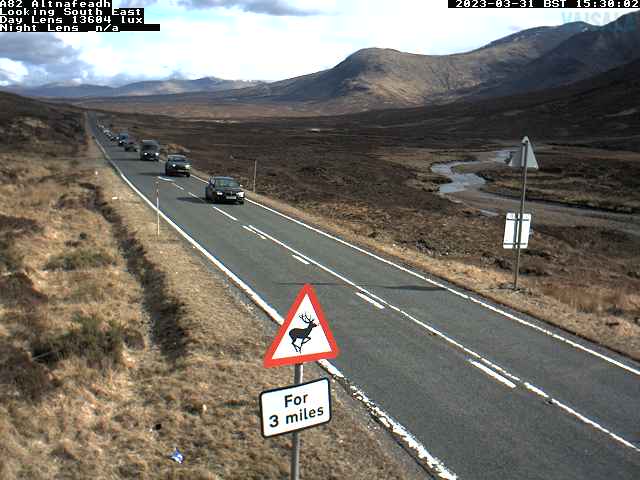 A82 Altnafeadh
Looking South East
Day Lens 13604 lux
Night Lens n/a
2023-03-31 BST 15:30:02
VAISALA
For
3 miles